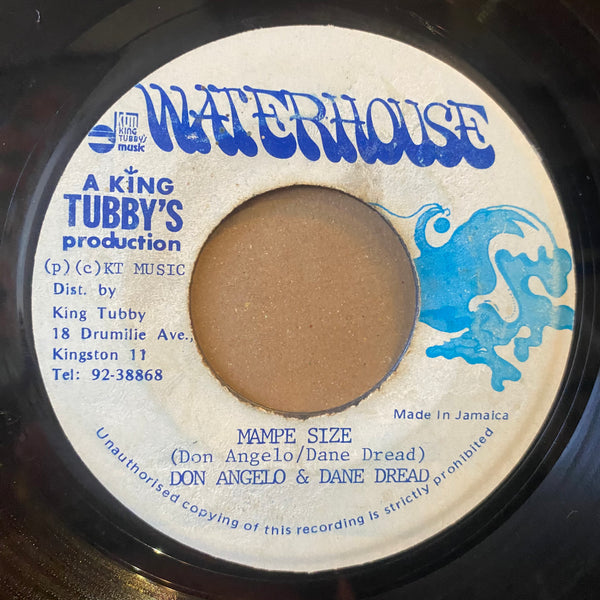 WATERHOUSE
KTM
KING
TUBBY'S
music
A KING
TUBBY'S
production
(p)(c)KT MUSIC
Dist. by
King Tubby
18 Drumilie Ave.,
Kingston 11
Tel: 92-38868
Made In Jamaica
MAMPE SIZE
(Don Angelo/Dane Dread)
DON ANGELO & DANE DREAD
Unauthorised copying of this recording is strictly prohibited